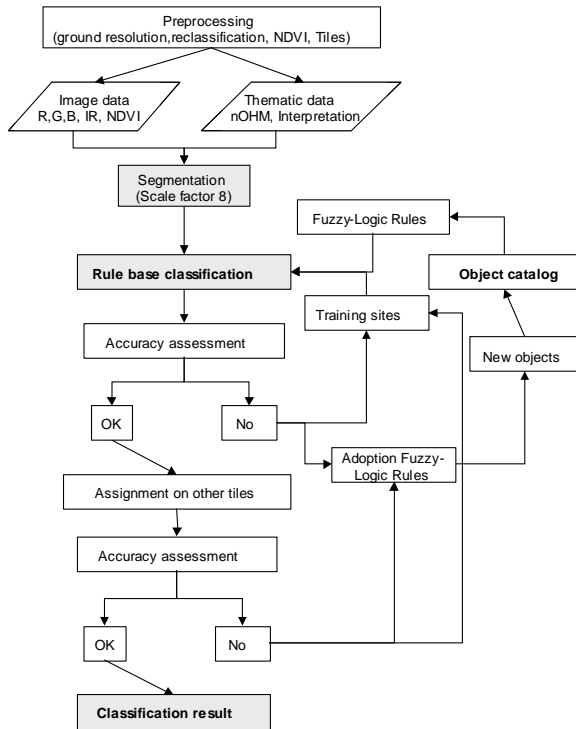 Preprocessing
(ground resolution,reclassification, NDVI, Tiles)
Image data
R,G,B, IR, NDVI
Thematic data
nOHM, Interpretation
Segmentation
(Scale factor 8)
Fuzzy-Logic Rules
Rule base classification
Object catalog
Training sites
Accuracy assessment
New objects
OK
No
Adoption Fuzzy-
Logic Rules
Assignment on other tiles
Accuracy assessment
OK
No
Classification result